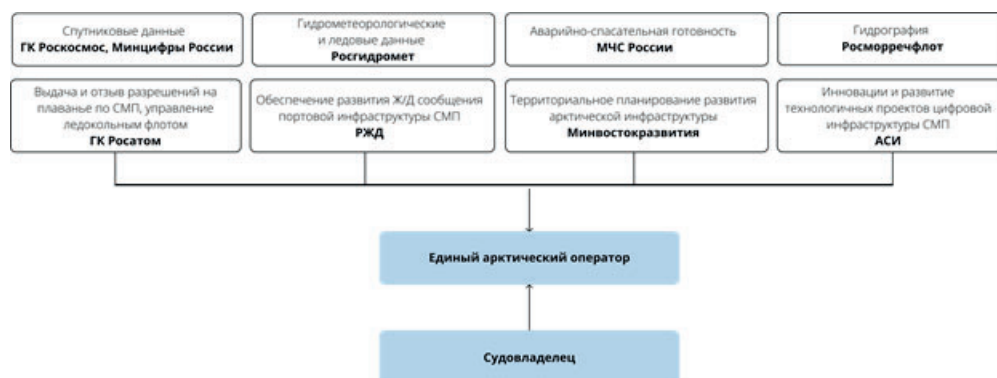 Спутниковые данные
ГК Роскосмос, Минцифры России
Гидрометеорологические
и ледовые данные
Росгидромет
Аварийно-спасательная готовность
МЧС России
Гидрография
Росморречфлот
Выдача и отзыв разрешений на
плаванье по СМП, управление
ледокольным флотом
ГК Росатом
Обеспечение развития Ж/Д сообщения
портовой инфраструктуры СМП
РЖД
Территориальное планирование развития
арктической инфраструктуры
Минвостокразвития
Инновации и развитие
технологичных проектов цифровой
инфраструктуры СМП
АСИ
Единый арктический оператор
Судовладелец